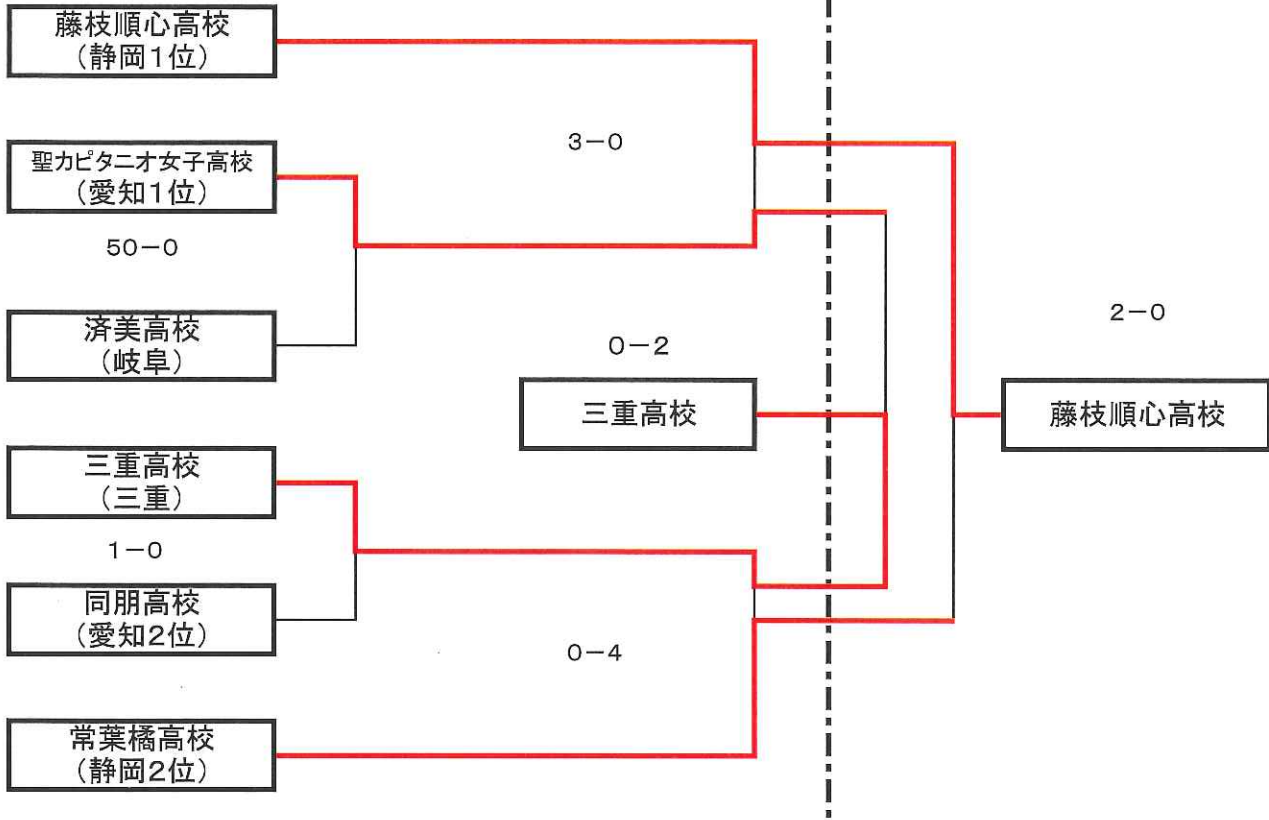 藤枝順心高校
(静岡1位)
3-0
聖カピタニオ女子高校
(愛知1位)
50-0
済美高校
(岐阜)
2-0
0-2
三重高校
藤枝順心高校
三重高校
(三重)
1-0
同朋高校
(愛知2位)
0-4
常葉橘高校
(静岡2位)